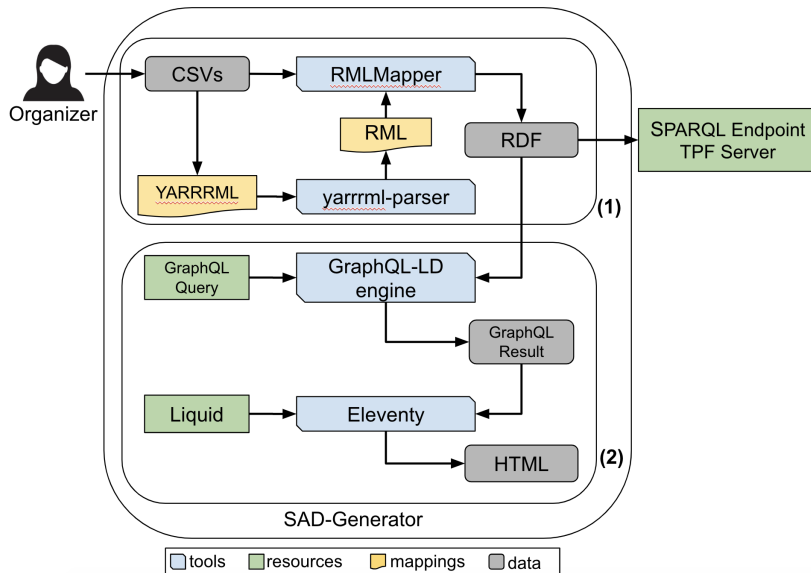 Organizer
CSVs
RMLMapper
RML
RDF
SPARQL Endpoint
TPF Server
YARRRML
yarrrml-parser
(1)
GraphQL
Query
GraphQL-LD
engine
GraphQL
Result
Liquid
Eleventy
HTML
(2)
SAD-Generator
tools
resources
mappings
data